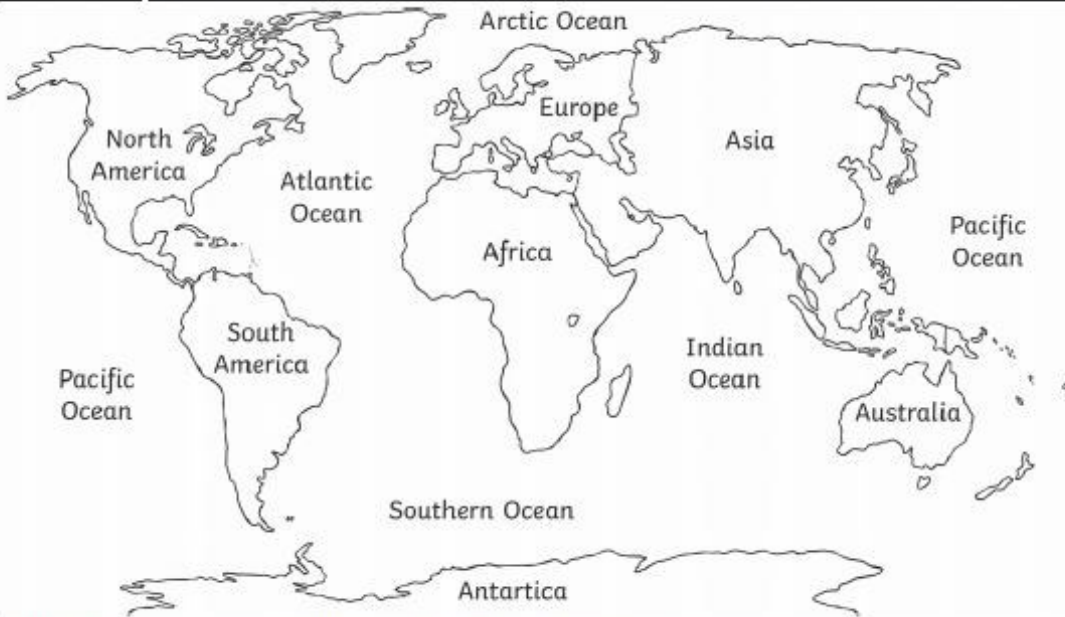 Arctic Ocean
Europe
North
America
Asia
Atlantic
Ocean
Africa
Pacific
Ocean
South
America
Indian
Ocean
Pacific
Ocean
Australia
Southern Ocean
Antartica